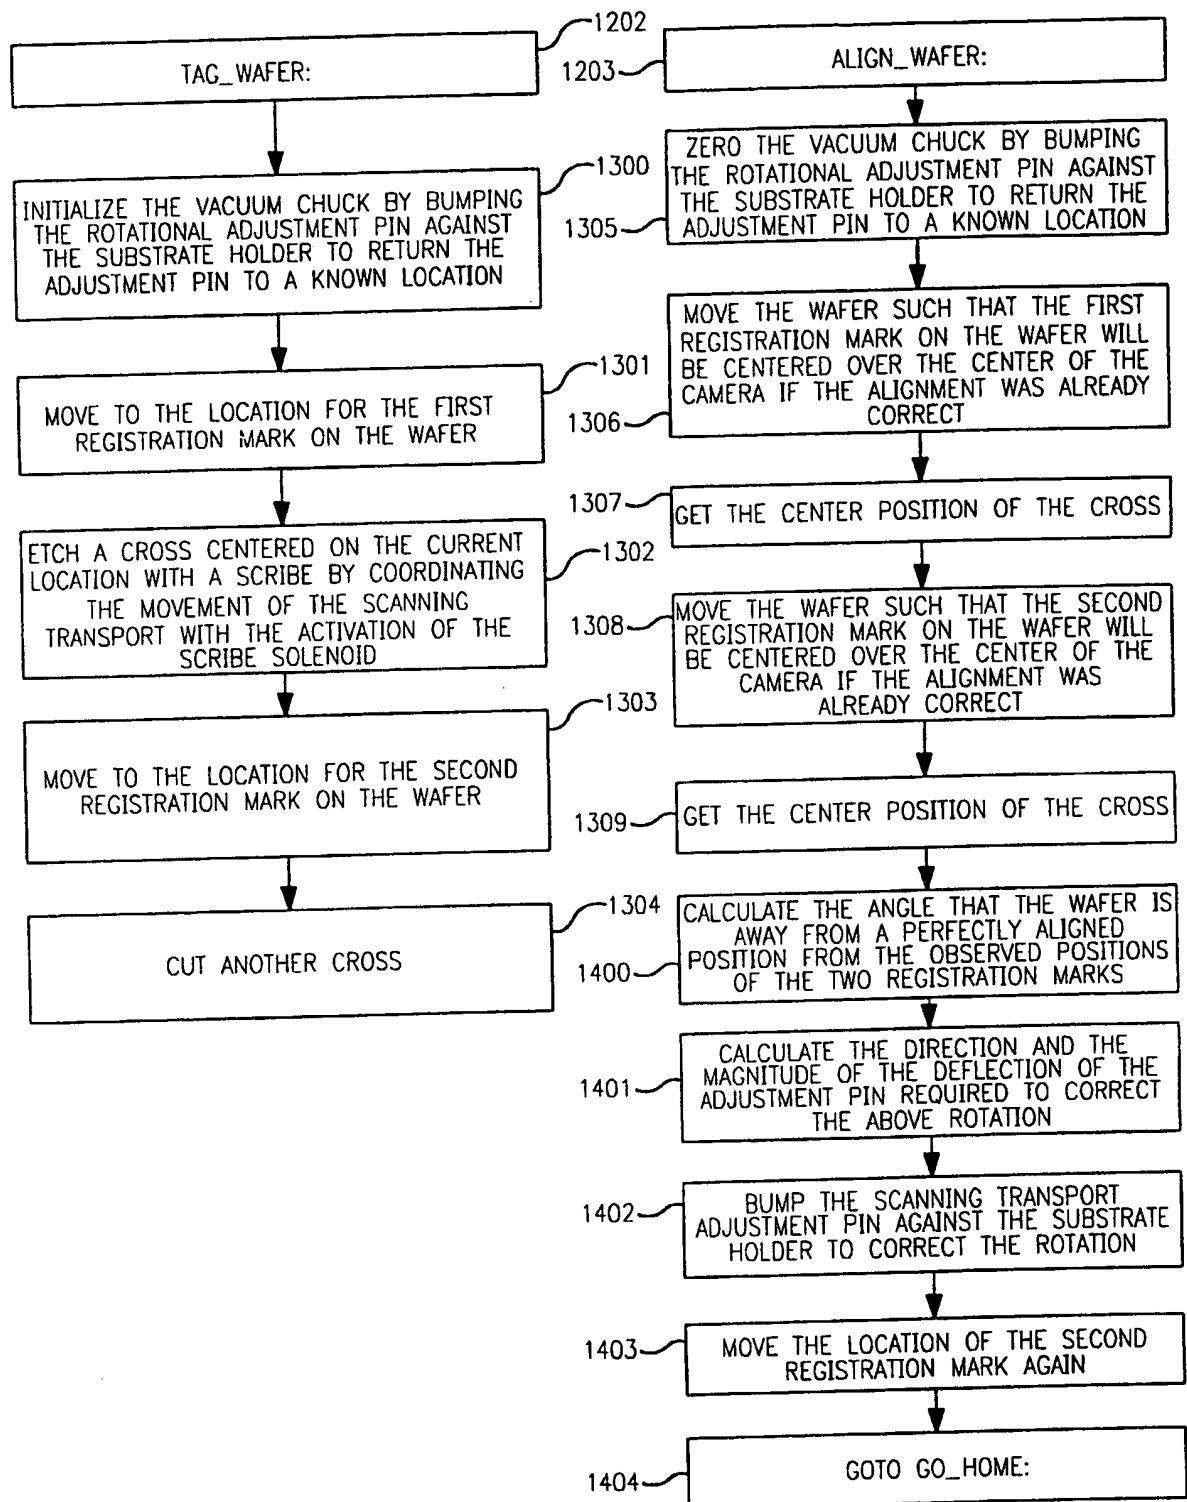 1202
TAG_WAFER:
1300
INITIALIZE THE VACUUM CHUCK BY BUMPING
THE ROTATIONAL ADJUSTMENT PIN AGAINST
THE SUBSTRATE HOLDER TO RETURN THE
ADJUSTMENT PIN TO A KNOWN LOCATION
1301
MOVE TO THE LOCATION FOR THE FIRST
REGISTRATION MARK ON THE WAFER
1302
ETCH A CROSS CENTERED ON THE CURRENT
LOCATION WITH A SCRIBE BY COORDINATING
THE MOVEMENT OF THE SCANNING
TRANSPORT WITH THE ACTIVATION OF THE
SCRIBE SOLENOID
1303
MOVE TO THE LOCATION FOR THE SECOND
REGISTRATION MARK ON THE WAFER
1304
CUT ANOTHER CROSS
1203
ALIGN_WAFER:
1305
ZERO THE VACUUM CHUCK BY BUMPING
THE ROTATIONAL ADJUSTMENT PIN AGAINST
THE SUBSTRATE HOLDER TO RETURN THE
ADJUSTMENT PIN TO A KNOWN LOCATION
1306
MOVE THE WAFER SUCH THAT THE FIRST
REGISTRATION MARK ON THE WAFER WILL
BE CENTERED OVER THE CENTER OF THE
CAMERA IF THE ALIGNMENT WAS ALREADY
CORRECT
1307
GET THE CENTER POSITION OF THE CROSS
1308
MOVE THE WAFER SUCH THAT THE SECOND
REGISTRATION MARK ON THE WAFER WILL
BE CENTERED OVER THE CENTER OF THE
CAMERA IF THE ALIGNMENT WAS
ALREADY CORRECT
1309
GET THE CENTER POSITION OF THE CROSS
1400
CALCULATE THE ANGLE THAT THE WAFER IS
AWAY FROM A PERFECTLY ALIGNED
POSITION FROM THE OBSERVED POSITIONS
OF THE TWO REGISTRATION MARKS
1401
CALCULATE THE DIRECTION AND THE
MAGNITUDE OF THE DEFLECTION OF THE
ADJUSTMENT PIN REQUIRED TO CORRECT
THE ABOVE ROTATION
1402
BUMP THE SCANNING TRANSPORT
ADJUSTMENT PIN AGAINST THE SUBSTRATE
HOLDER TO CORRECT THE ROTATION
1403
MOVE THE LOCATION OF THE SECOND
REGISTRATION MARK AGAIN
1404
GOTO GO_HOME: